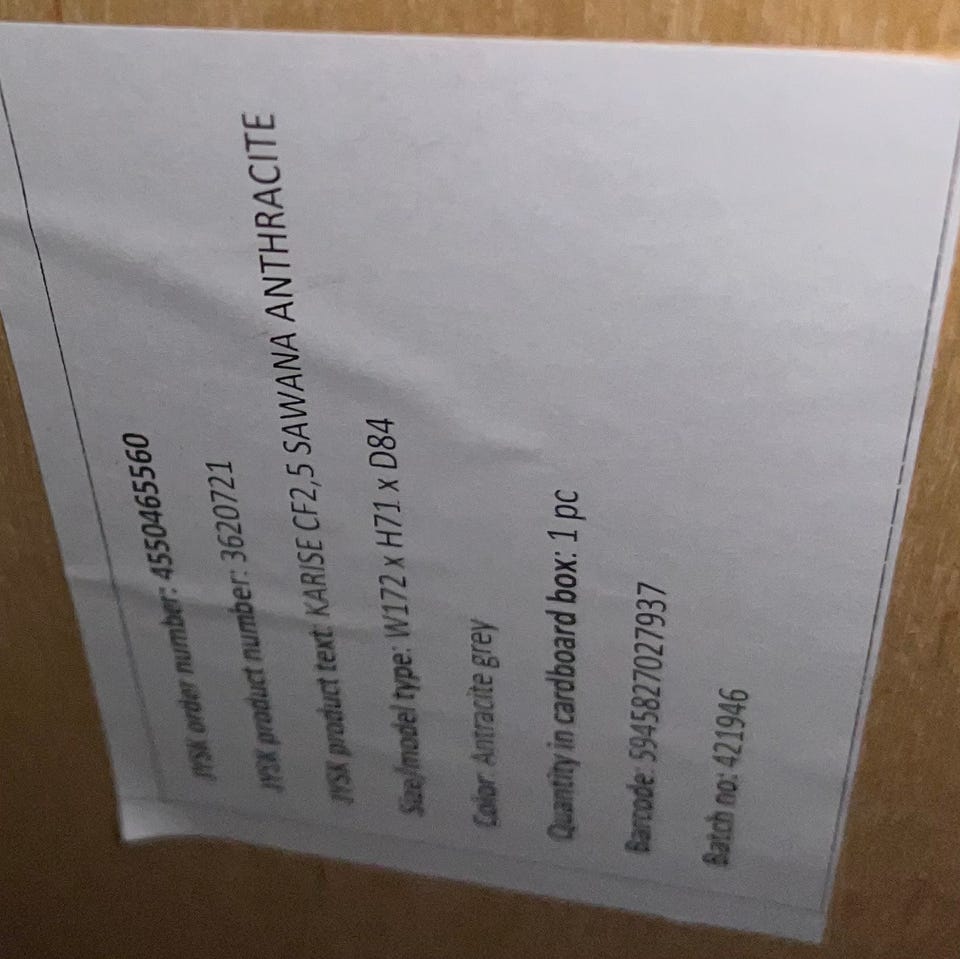 JYSK order number: 4550465560
JYSK product number: 3620721
JYSK product text: KARISE CF2,5 SAWANA ANTHRACITE
Size/model type: W172 x H71 x D84
Color: Antracite grey
Quantity in cardboard box: 1 pc
Barcode: 5945827027937
Batch no: 421946